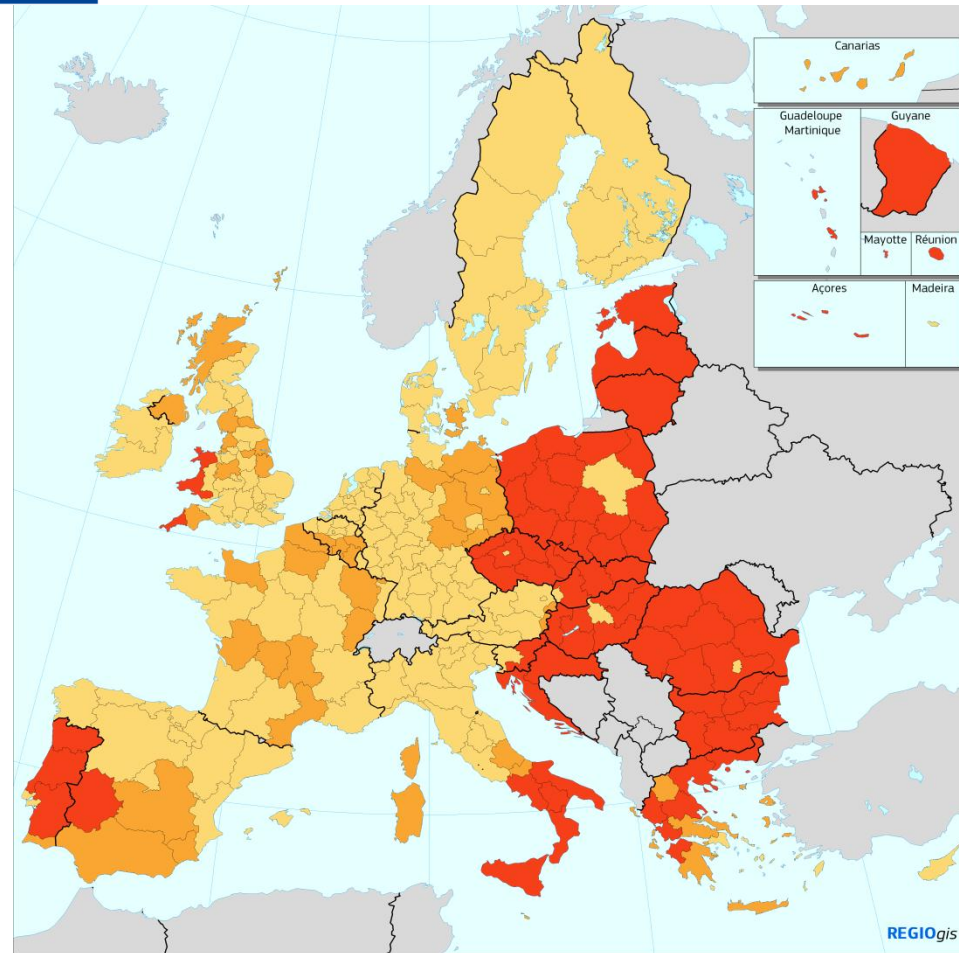 Canarias
Guadeloupe
Martinique
Guyane
Mayotte
Réunion
Açores
Madeira
REGIOgis